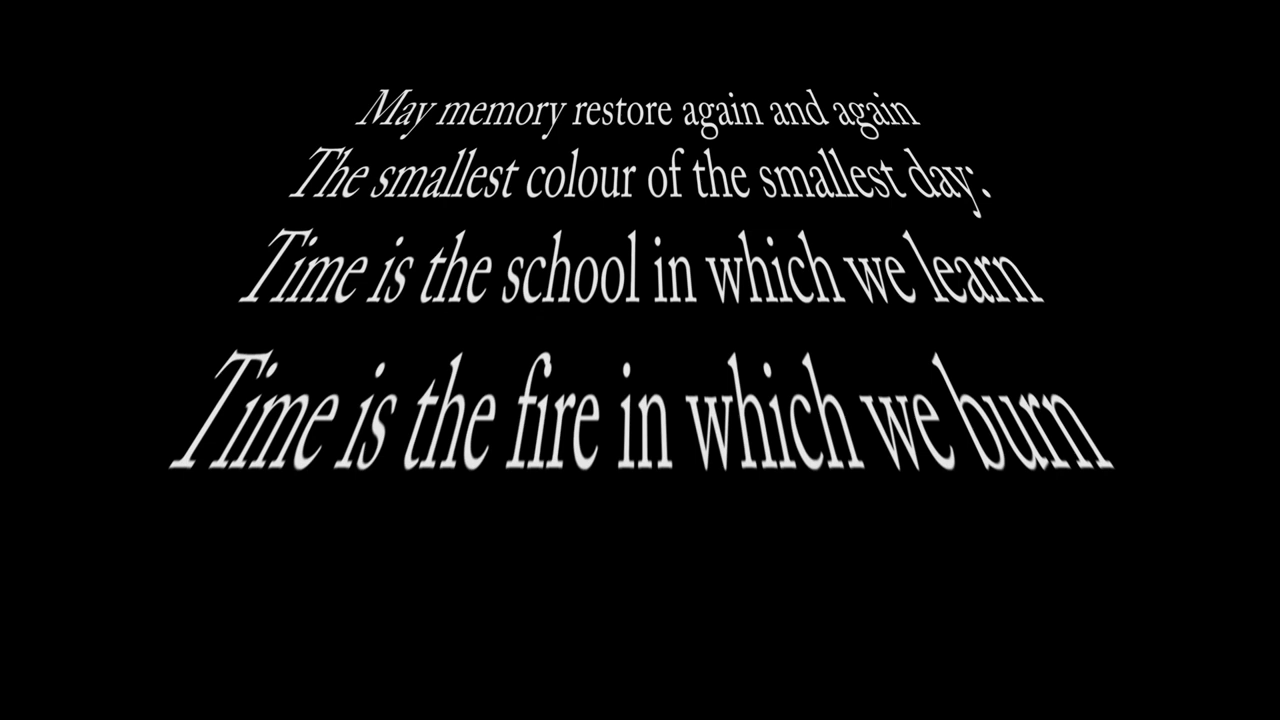 May memory restore again and again
The smallest colour of the smallest day:
Time is the school in which we learn
Time is the fire in which we burn